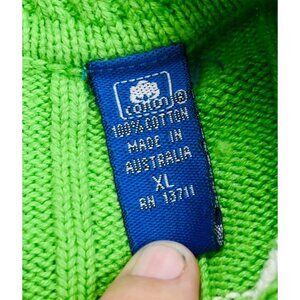 cotton®
100% COTTON
MADE IN
AUSTRALIA
XL
RN 13711